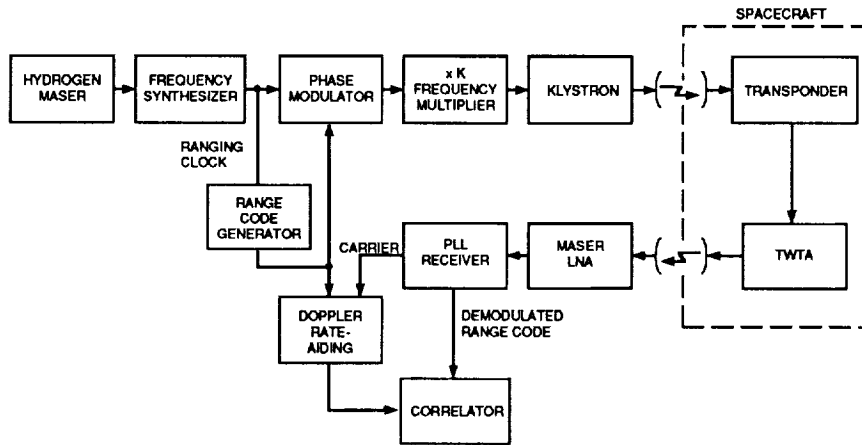 SPACECRAFT
HYDROGEN
MASER
FREQUENCY
SYNTHESIZER
PHASE
MODULATOR
x K
FREQUENCY
MULTIPLIER
KLYSTRON
TRANSPONDER
RANGING
CLOCK
RANGE
CODE
GENERATOR
CARRIER
PLL
RECEIVER
MASER
LNA
TWTA
DOPPLER
RATE-
AIDING
DEMODULATED
RANGE CODE
CORRELATOR